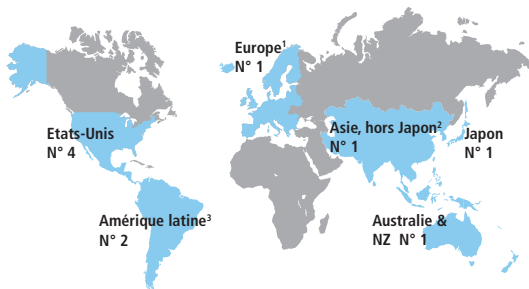 Europe¹
N° 1
Etats-Unis
N° 4
Asie, hors Japon²
N° 1
Japon
N° 1
Amérique latine³
N° 2
Australie &
NZ N° 1